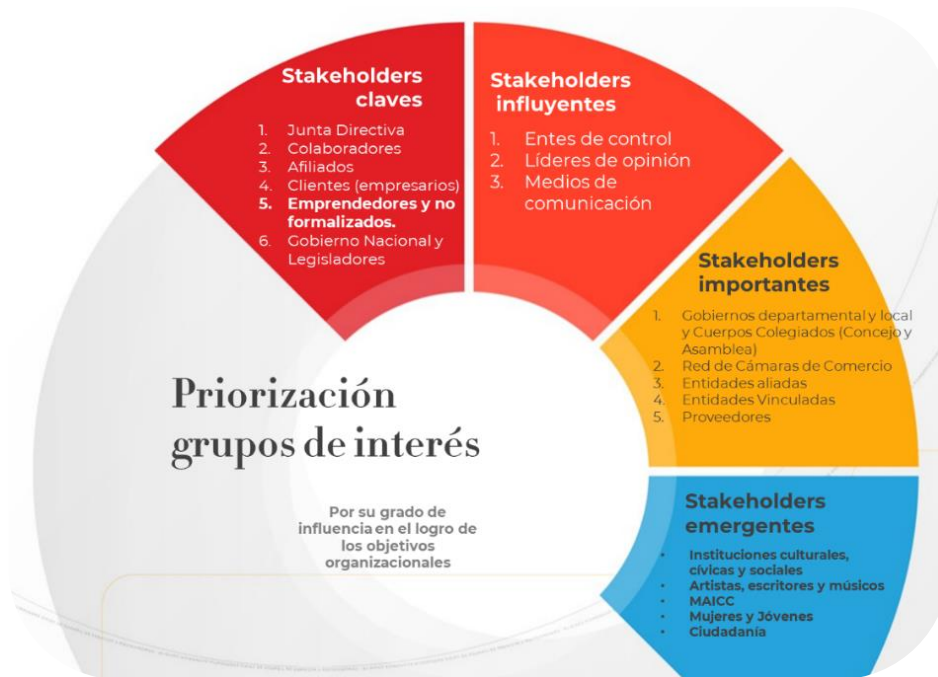 Stakeholders
claves
1. Junta Directiva
2. Colaboradores
3. Afiliados
4. Clientes (empresarios)
5. Emprendedores y no
formalizados.
6. Gobierno Nacional y
Legisladores
Stakeholders
influyentes
1. Entes de control
2. Líderes de opinión
3. Medios de
comunicación
Stakeholders
importantes
1. Gobiernos departamental y local
y Cuerpos Colegiados (Concejo y
Asamblea)
2. Red de Cámaras de Comercio
3. Entidades aliadas
4. Entidades Vinculadas
5. Proveedores
Stakeholders
emergentes
• Instituciones culturales,
cívicas y sociales
• Artistas, escritores y músicos
• MAICC
• Mujeres y Jóvenes
• Ciudadanía
Priorización
grupos de interés
Por su grado de
influencia en el logro de
los objetivos
organizacionales